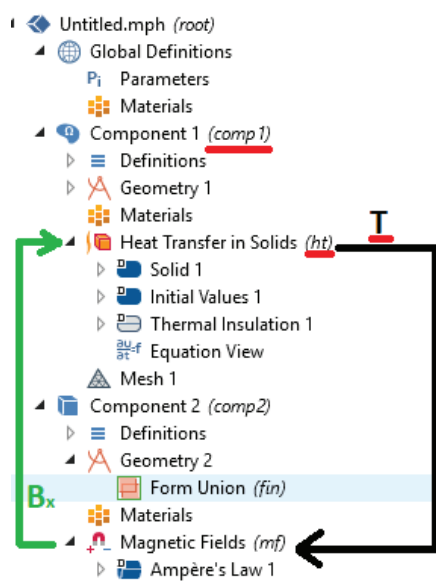 Untitled.mph (root)
Global Definitions
Pi Parameters
Materials
Component 1 (comp1)
Definitions
Geometry 1
Materials
Heat Transfer in Solids (ht)
T
D Solid 1
D Initial Values 1
D Thermal Insulation 1
∂u/∂t=f Equation View
Mesh 1
Component 2 (comp2)
Definitions
Geometry 2
Form Union (fin)
Bx
Materials
Magnetic Fields (mf)
D Ampère's Law 1